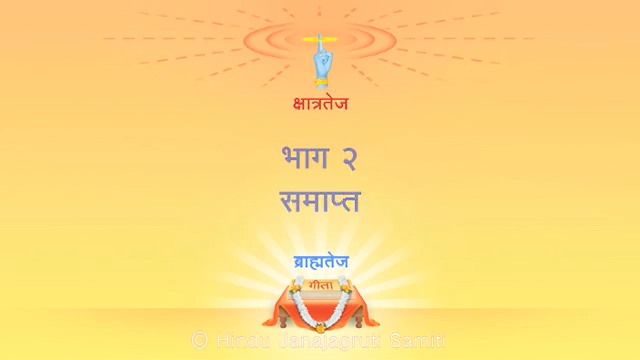 क्षात्रतेज
भाग २
समाप्त
ब्राह्मतेज
गीता
© Hindu Janajagruti Samiti